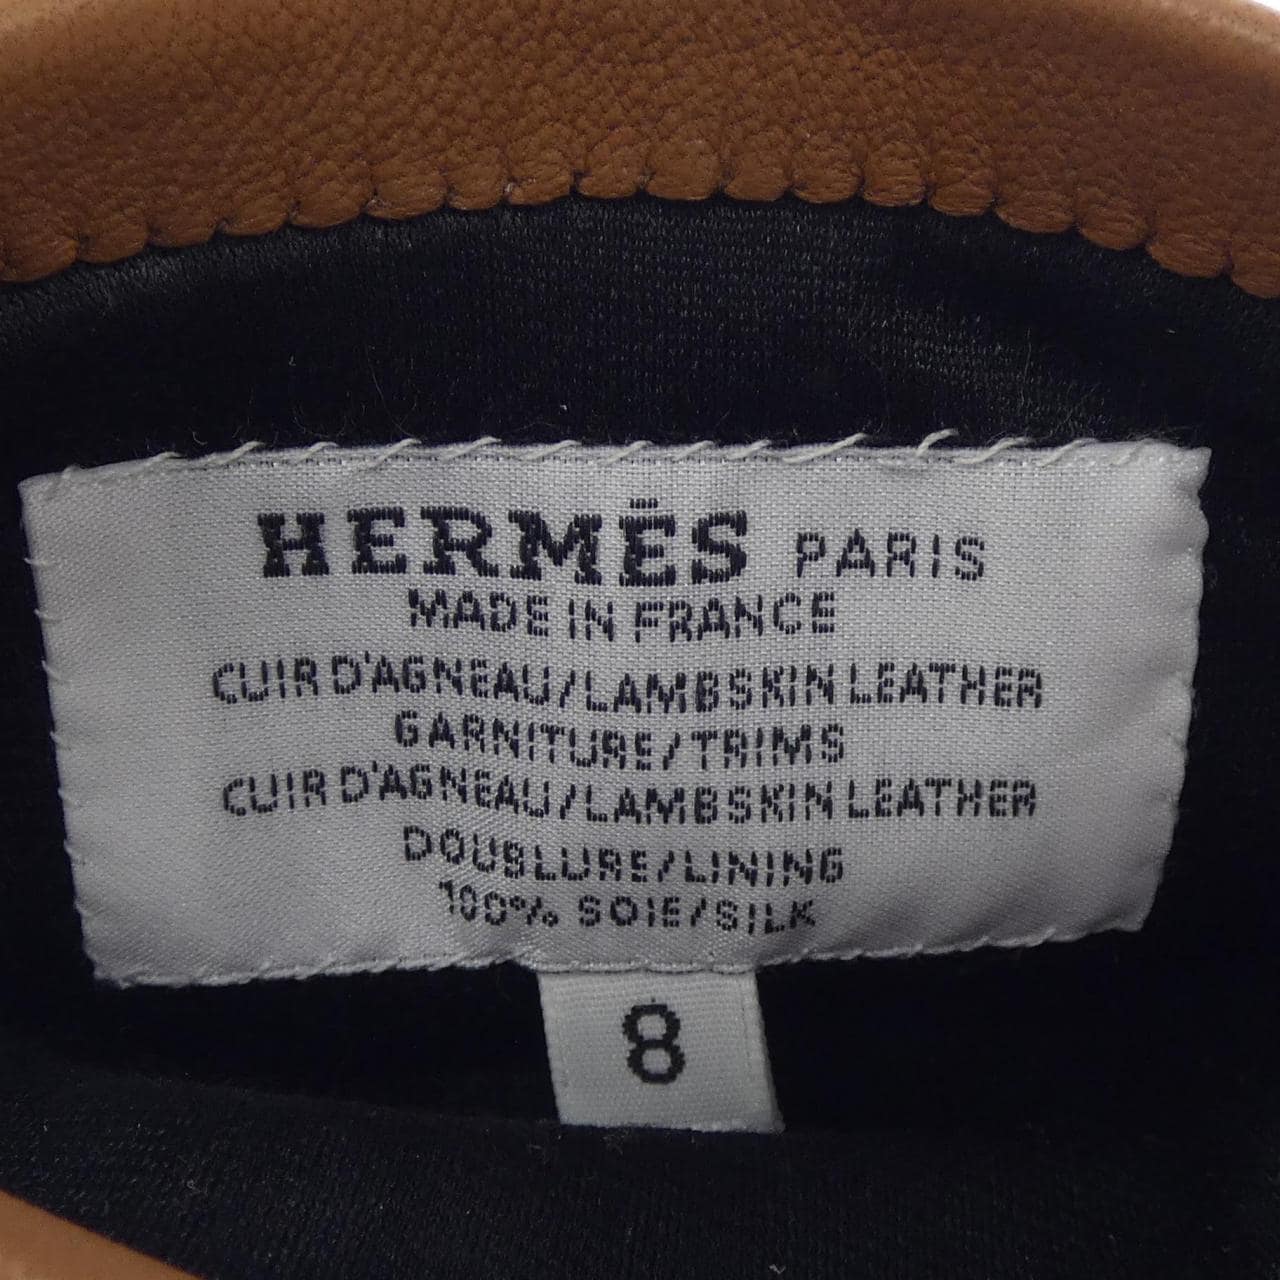 HERMÈS PARIS
MADE IN FRANCE
CUIR D'AGNEAU/LAMBSKIN LEATHER
GARNITURE/TRIMS
CUIR D'AGNEAU/LAMBSKIN LEATHER
DOUBLURE/LINING
100% SOIE/SILK
8